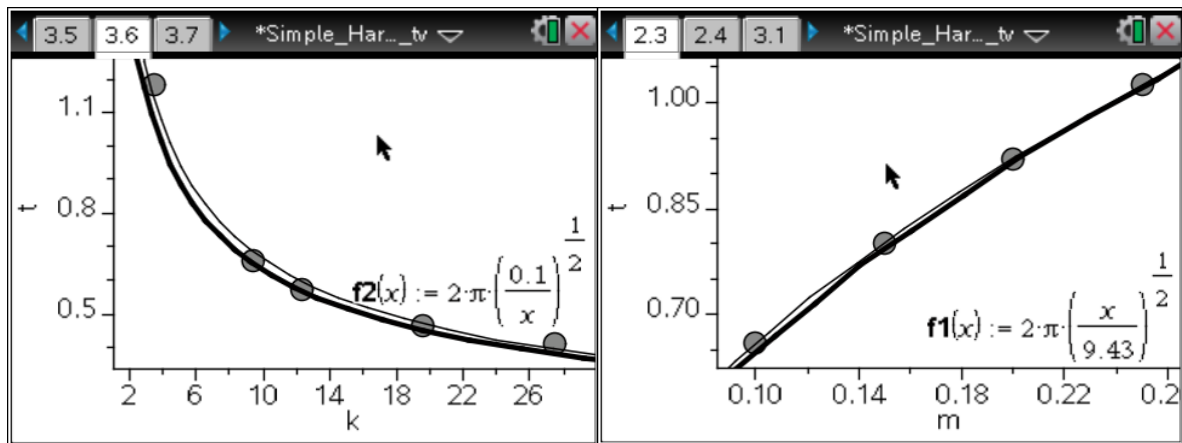 3.5 3.6 3.7 *Simple_Har..._tv
1.1
0.8
0.5
t
f2(x) := 2·π·(0.1/x)^(1/2)
2 6 10 14 18 22 26
k
2.3 2.4 3.1 *Simple_Har..._tv
1.00
0.85
0.70
t
f1(x) := 2·π·(x/9.43)^(1/2)
0.10 0.14 0.18 0.22 0.2
m